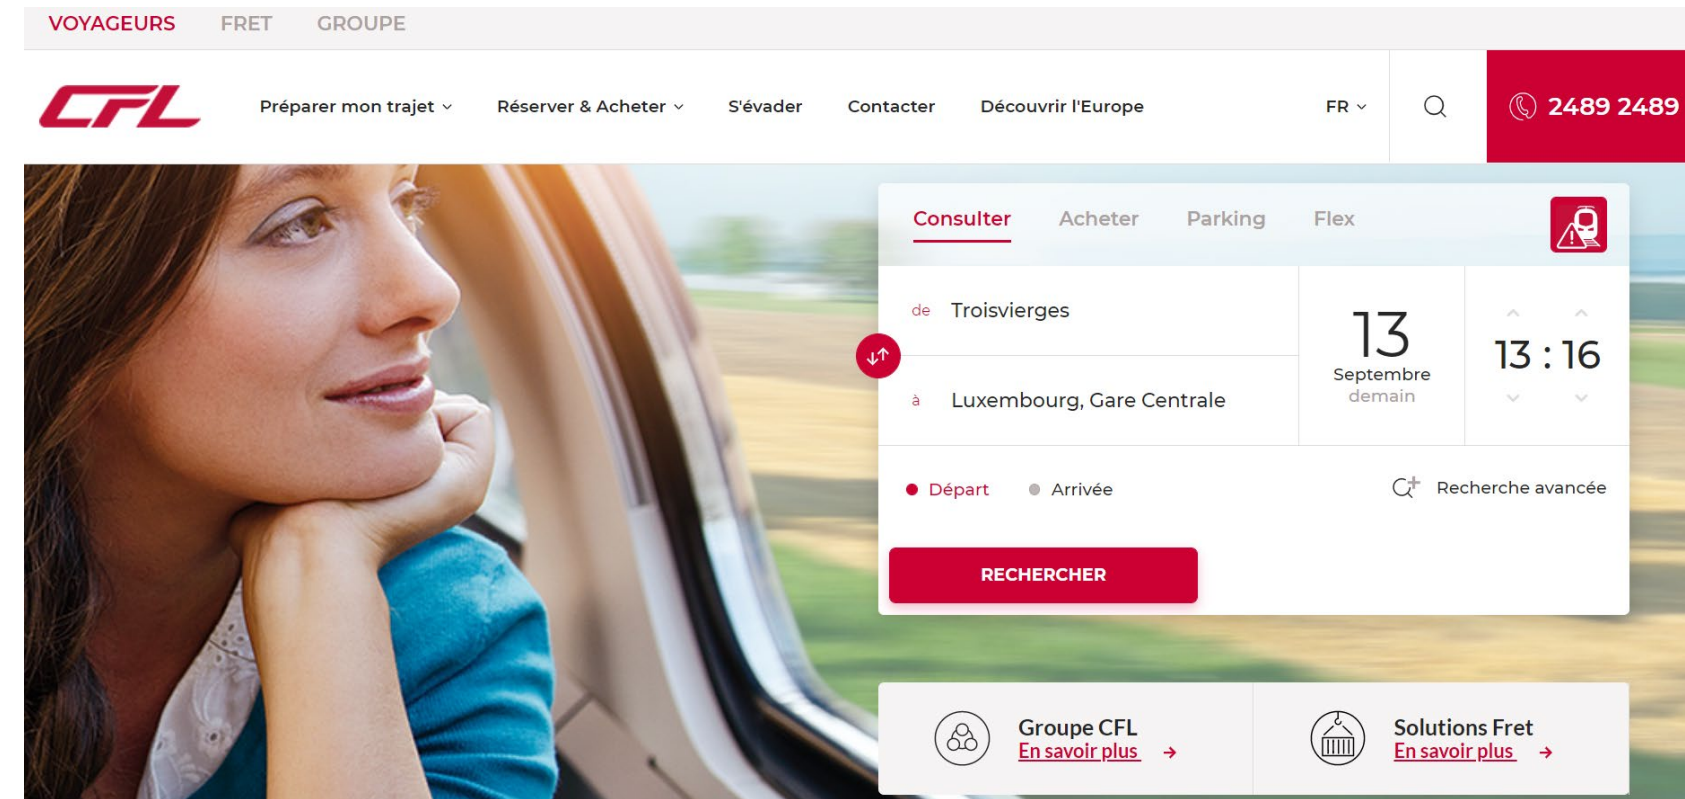 VOYAGEURS FRET GROUPE
CFL Préparer mon trajet Réserver & Acheter S'évader Contacter Découvrir l'Europe FR 2489 2489
Consulter Acheter Parking Flex
de Troisvierges
à Luxembourg, Gare Centrale
13
Septembre
demain
13 : 16
Départ Arrivée Recherche avancée
RECHERCHER
Groupe CFL
En savoir plus
Solutions Fret
En savoir plus